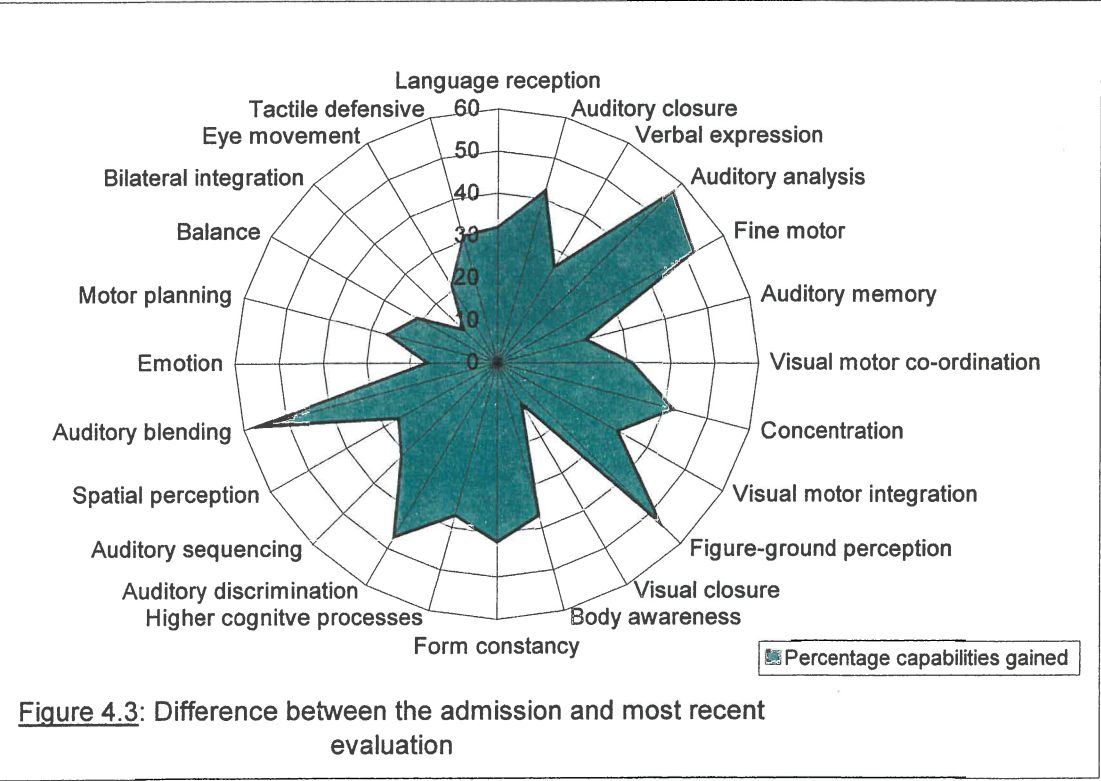 Language reception
Tactile defensive
60
Auditory closure
Eye movement
Verbal expression
50
Bilateral integration
Auditory analysis
40
Balance
30
Fine motor
20
Motor planning
Auditory memory
10
Emotion
0
Visual motor co-ordination
Auditory blending
Concentration
Spatial perception
Visual motor integration
Auditory sequencing
Figure-ground perception
Auditory discrimination
Visual closure
Higher cognitve processes
Body awareness
Form constancy
Percentage capabilities gained
Figure 4.3: Difference between the admission and most recent
evaluation